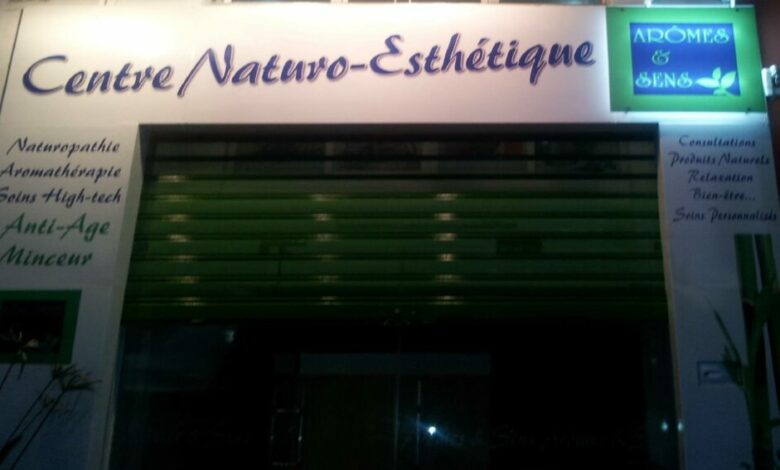 Centre Naturo-Esthétique
ARÔMES
&
SENS
Naturopathie
Aromathérapie
Soins High-tech
Anti-Age
Minceur
Consultations
Produits Naturels
Relaxation
Bien-être...
Soins Personnalisés